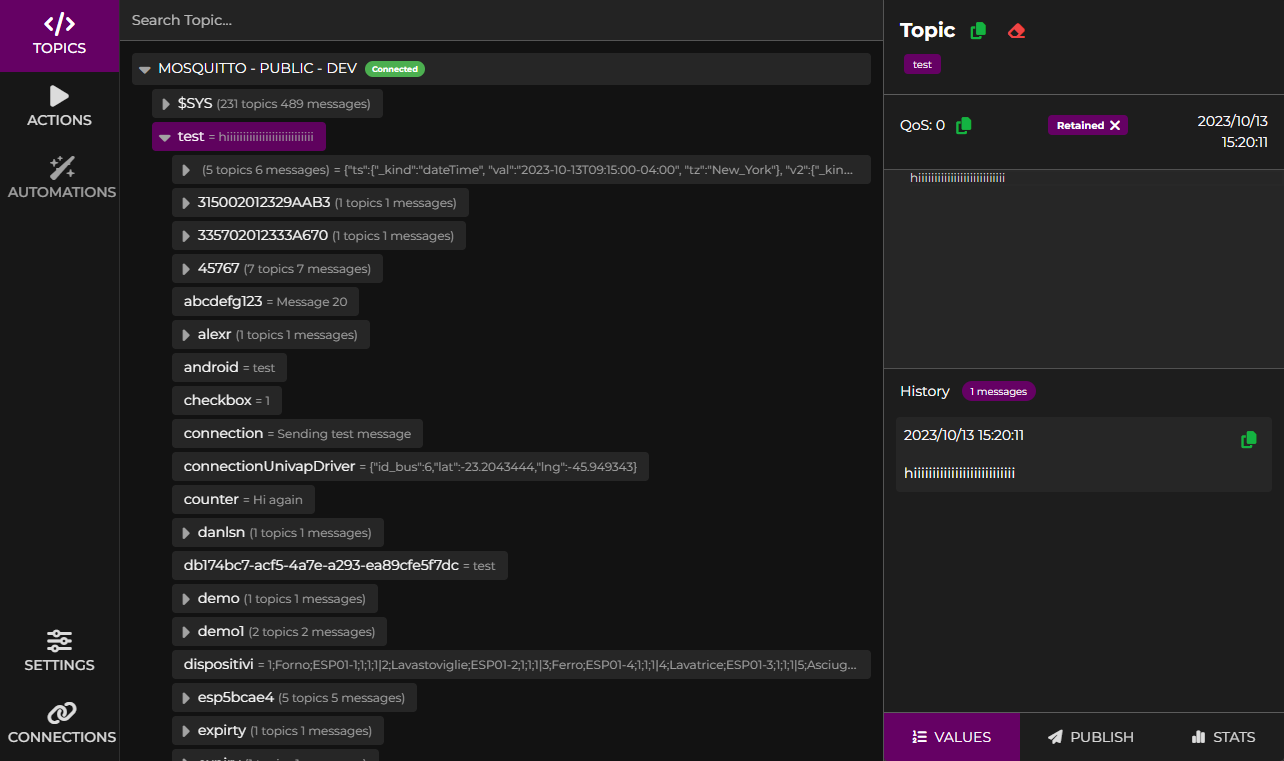 TOPICS
ACTIONS
AUTOMATIONS
SETTINGS
CONNECTIONS
Search Topic...
MOSQUITTO - PUBLIC - DEV Connected
$SYS (231 topics 489 messages)
test = hiiiiiiiiiiiiiiiiiiiiiiiiii
(5 topics 6 messages) = {"ts":{"_kind":"dateTime", "val":"2023-10-13T09:15:00-04:00", "tz":"New_York"}, "v2":{"_kin...
315002012329AAB3 (1 topics 1 messages)
335702012333A670 (1 topics 1 messages)
45767 (7 topics 7 messages)
abcdefg123 = Message 20
alexr (1 topics 1 messages)
android = test
checkbox = 1
connection = Sending test message
connectionUnivapDriver = {"id_bus":6,"lat":-23.2043444,"lng":-45.949343}
counter = Hi again
danlsn (1 topics 1 messages)
db174bc7-acf5-4a7e-a293-ea89cfe5f7dc = test
demo (1 topics 1 messages)
demo1 (2 topics 2 messages)
dispositivi = 1;Forno;ESP01-1;1;1;1|2;Lavastoviglie;ESP01-2;1;1;1|3;Ferro;ESP01-4;1;1;1|4;Lavatrice;ESP01-3;1;1;1|5;Asciug...
esp5bcae4 (5 topics 5 messages)
expirty (1 topics 1 messages)
Topic
test
QoS: 0
Retained
2023/10/13
15:20:11
hiiiiiiiiiiiiiiiiiiiiiiiiii
History 1 messages
2023/10/13 15:20:11
hiiiiiiiiiiiiiiiiiiiiiiiiii
VALUES
PUBLISH
STATS